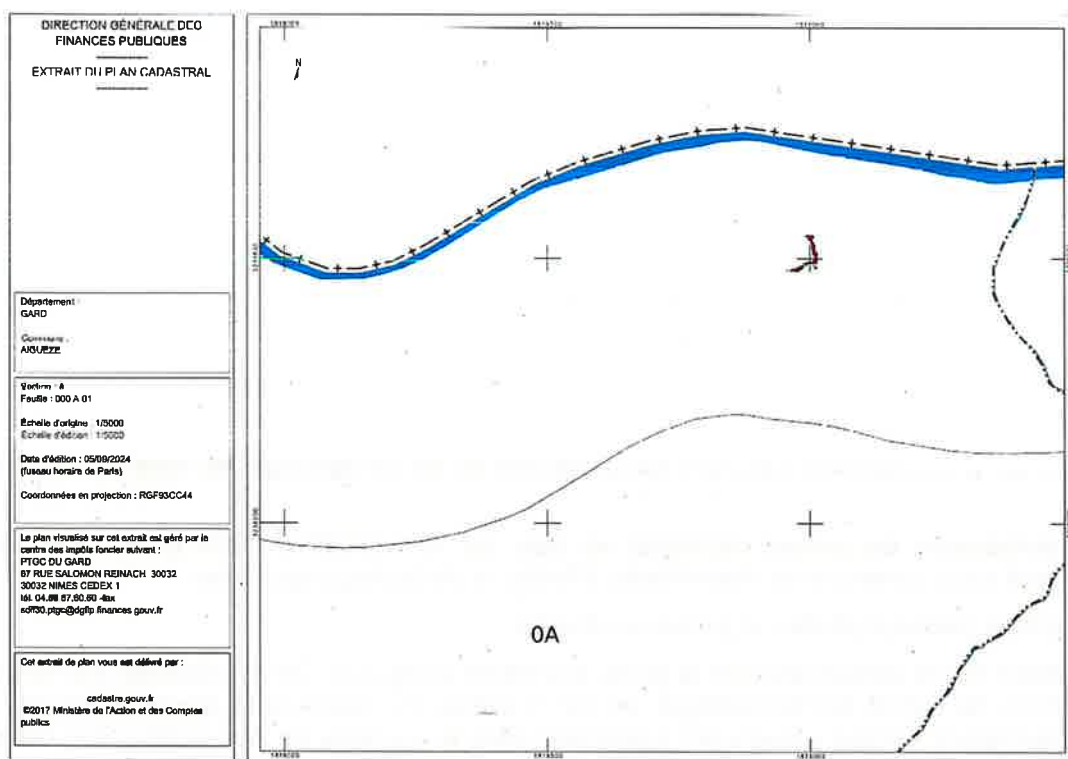 DIRECTION GÉNÉRALE DES
FINANCES PUBLIQUES
EXTRAIT DU PLAN CADASTRAL
Département :
GARD
Commune :
AIGUEZE
Section : A
Feuille : 000 A 01
Échelle d'origine : 1/5000
Échelle d'édition : 1/5000
Date d'édition : 05/09/2024
(fuseau horaire de Paris)
Coordonnées en projection : RGF93CC44
Le plan visualisé sur cet extrait est géré par le
centre des impôts foncier suivant :
PTGC DU GARD
67 RUE SALOMON REINACH 30032
30032 NIMES CEDEX 1
tél. 04.66.87.60.60 -fax
sdif30.ptgc@dgfip.finances.gouv.fr
Cet extrait de plan vous est délivré par :
cadastre.gouv.fr
©2017 Ministère de l'Action et des Comptes
publics
N
0A